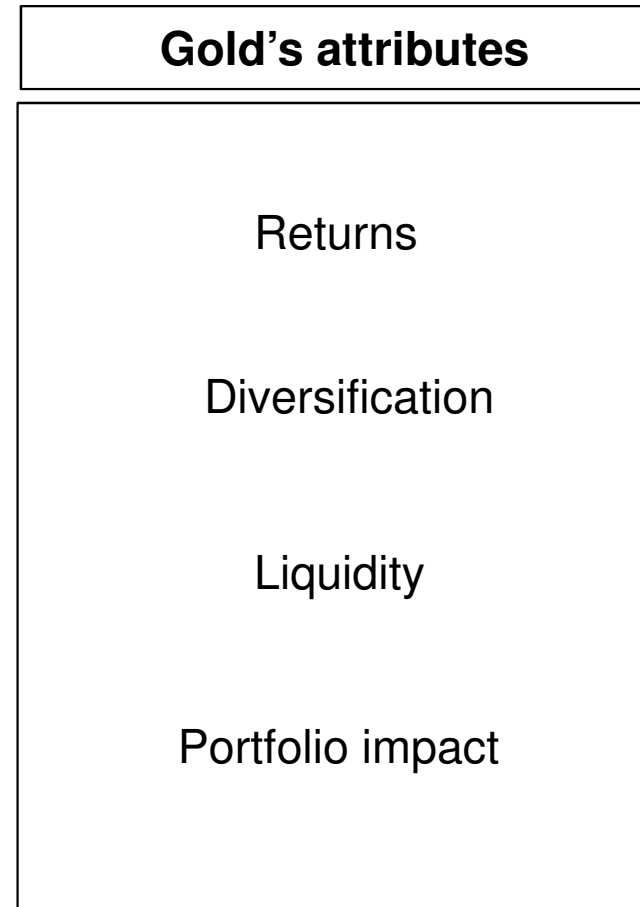 Gold’s attributes
Returns
Diversification
Liquidity
Portfolio impact